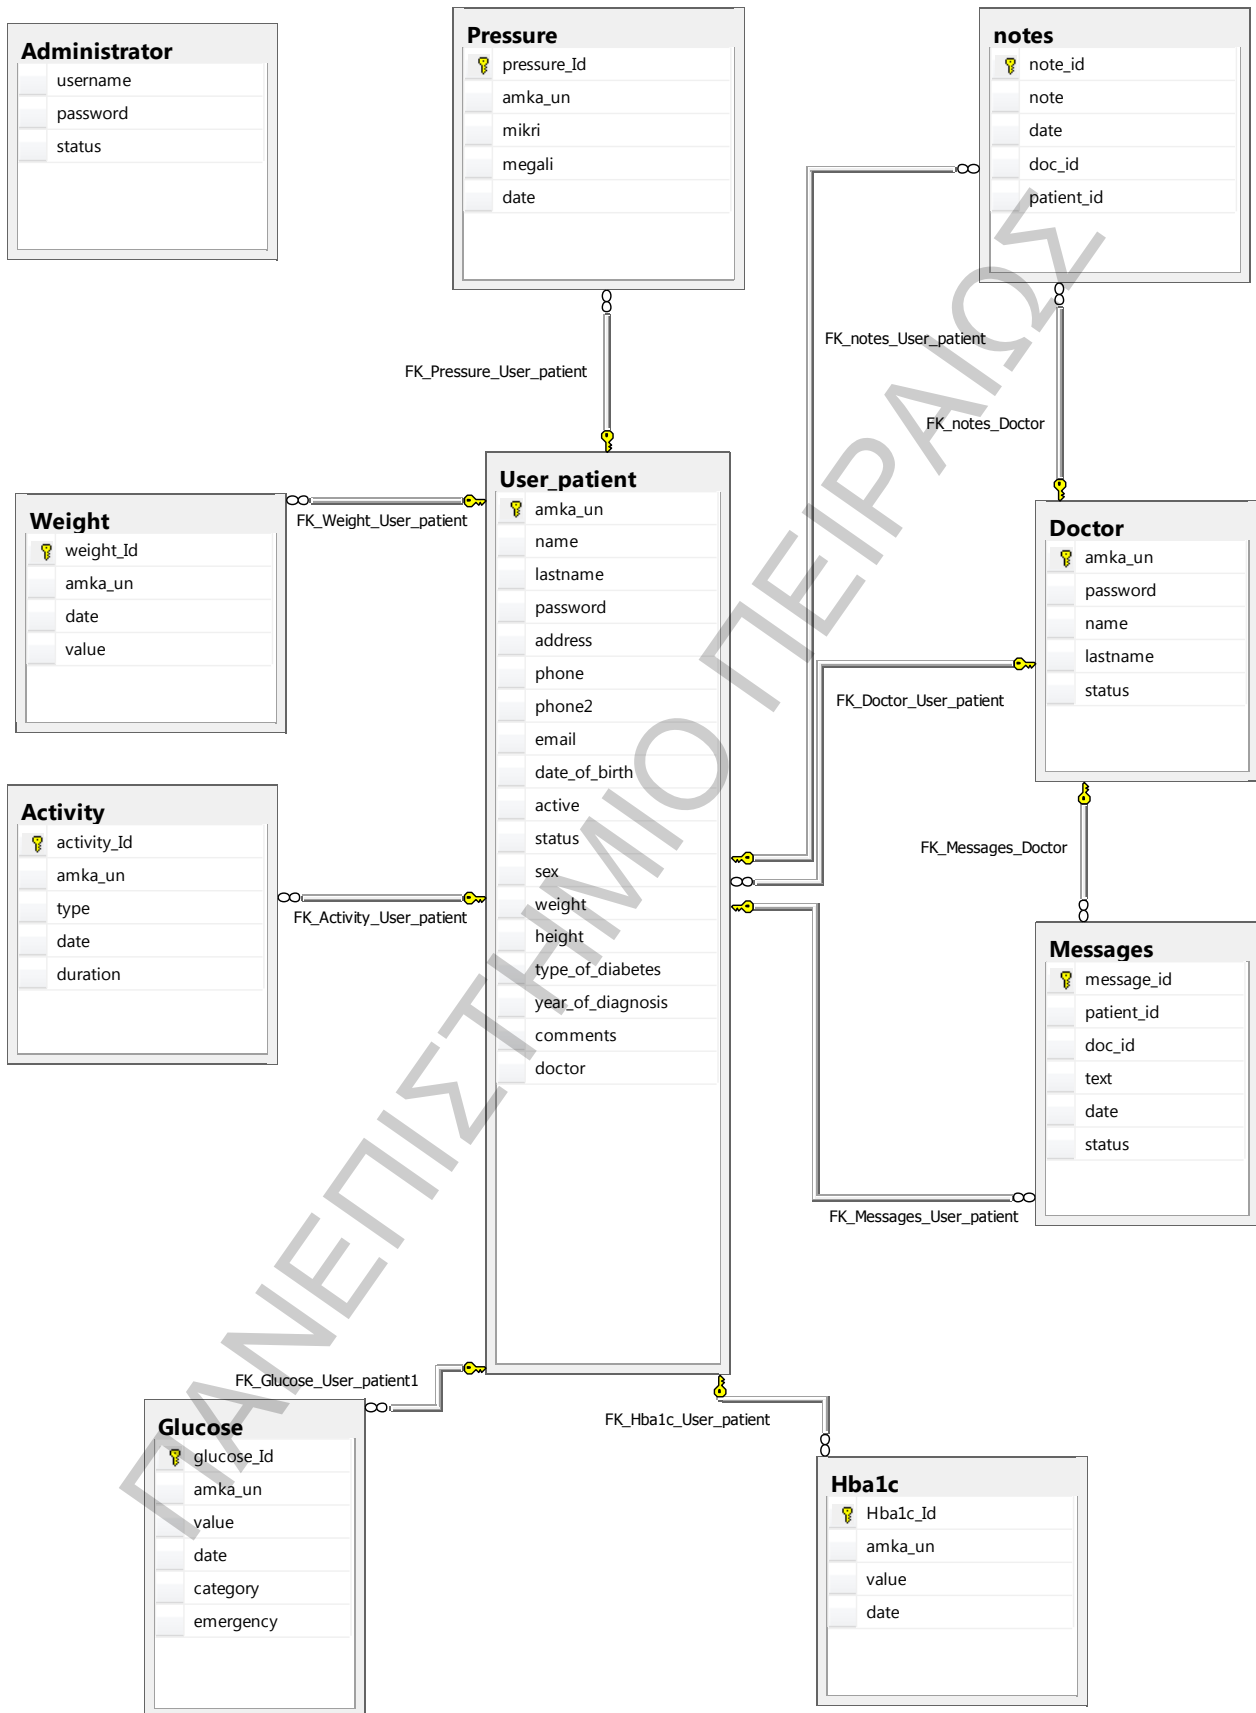 Administrator
username
password
status
Pressure
pressure_Id
amka_un
mikri
megali
date
notes
note_id
note
date
doc_id
patient_id
FK_Pressure_User_patient
FK_notes_User_patient
FK_notes_Doctor
Weight
weight_Id
amka_un
date
value
FK_Weight_User_patient
User_patient
amka_un
name
lastname
password
address
phone
phone2
email
date_of_birth
active
status
sex
weight
height
type_of_diabetes
year_of_diagnosis
comments
doctor
Doctor
amka_un
password
name
lastname
status
FK_Doctor_User_patient
Activity
activity_Id
amka_un
type
date
duration
FK_Activity_User_patient
FK_Messages_Doctor
Messages
message_id
patient_id
doc_id
text
date
status
FK_Messages_User_patient
FK_Glucose_User_patient1
Glucose
glucose_Id
amka_un
value
date
category
emergency
FK_Hba1c_User_patient
Hba1c
Hba1c_Id
amka_un
value
date
ΠΑΝΕΠΙΣΤΗΜΙΟ ΠΕΙΡΑΙΩΣ